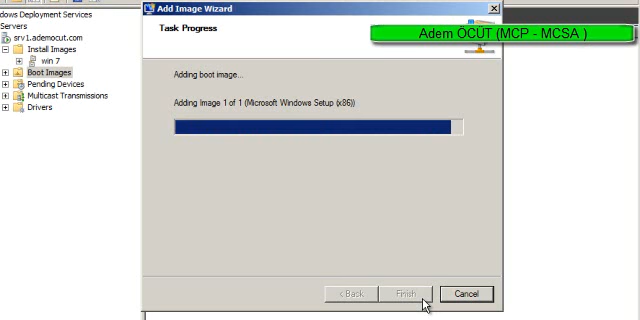 Add Image Wizard
Task Progress
Adem ÖCÜT (MCP - MCSA )
dows Deployment Services
Servers
srv1.ademocut.com
Install Images
win 7
Boot Images
Pending Devices
Multicast Transmissions
Drivers
Adding boot image...
Adding Image 1 of 1 (Microsoft Windows Setup (x86))
< Back
Finish
Cancel